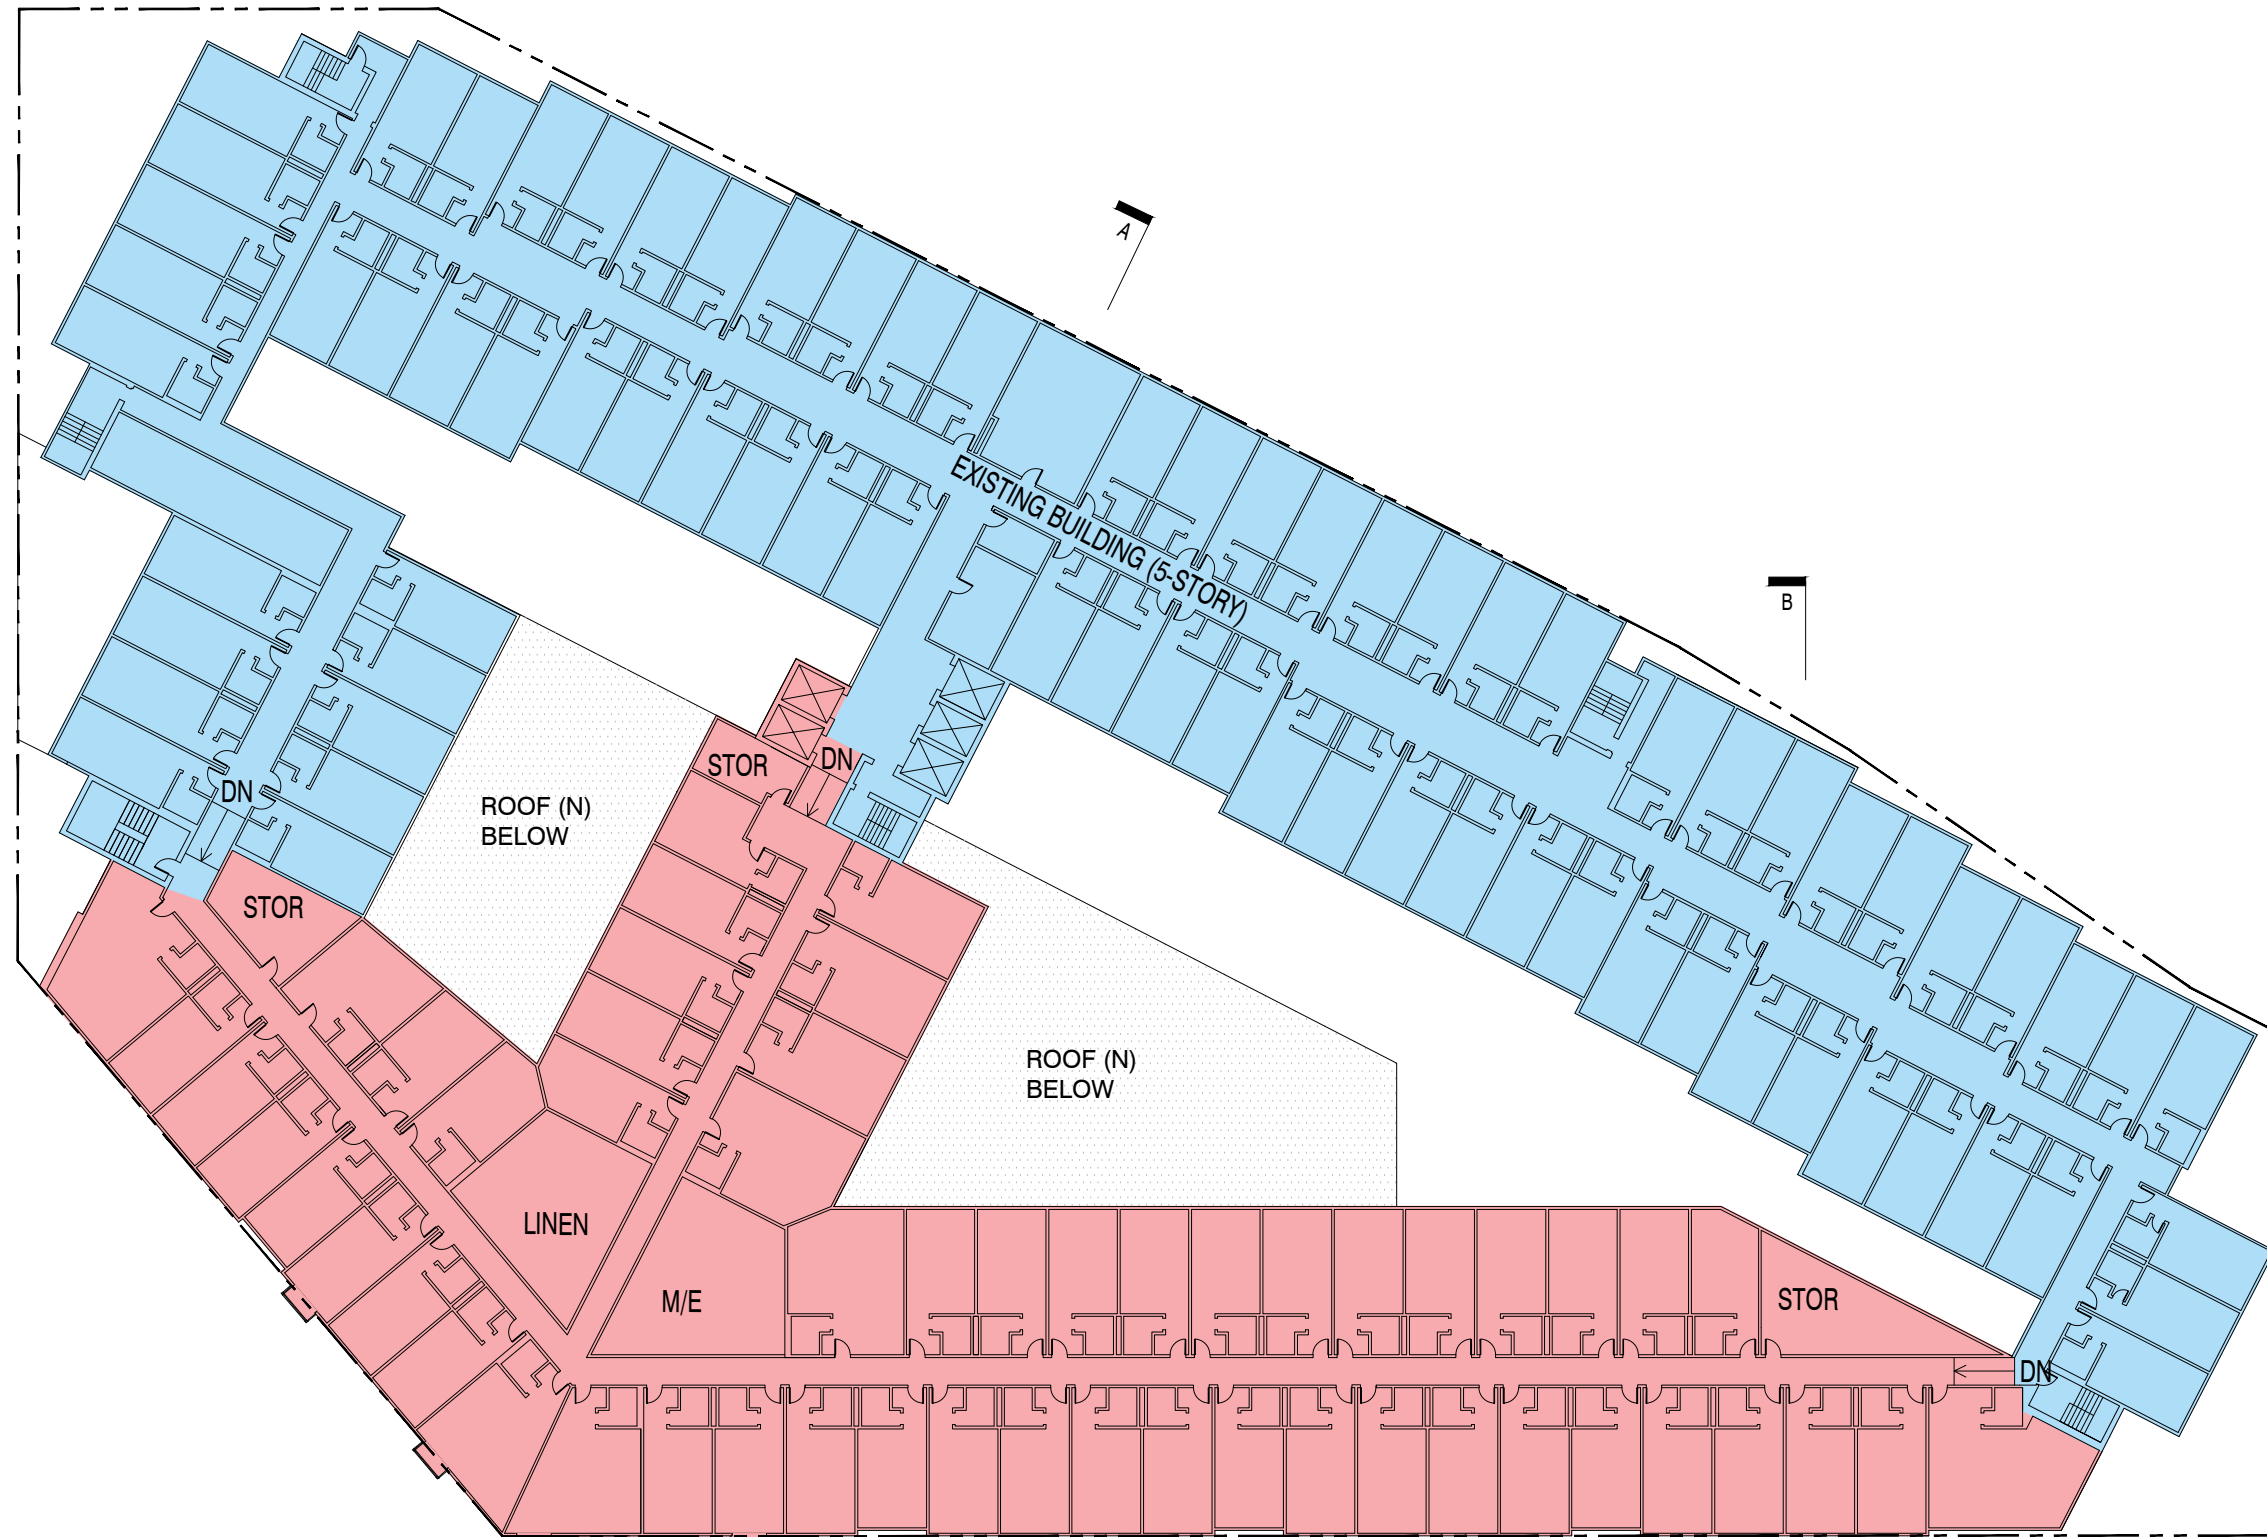 A
EXISTING BUILDING (5-STORY)
B
STOR
DN
DN
ROOF (N)
BELOW
STOR
ROOF (N)
BELOW
LINEN
M/E
STOR
DN